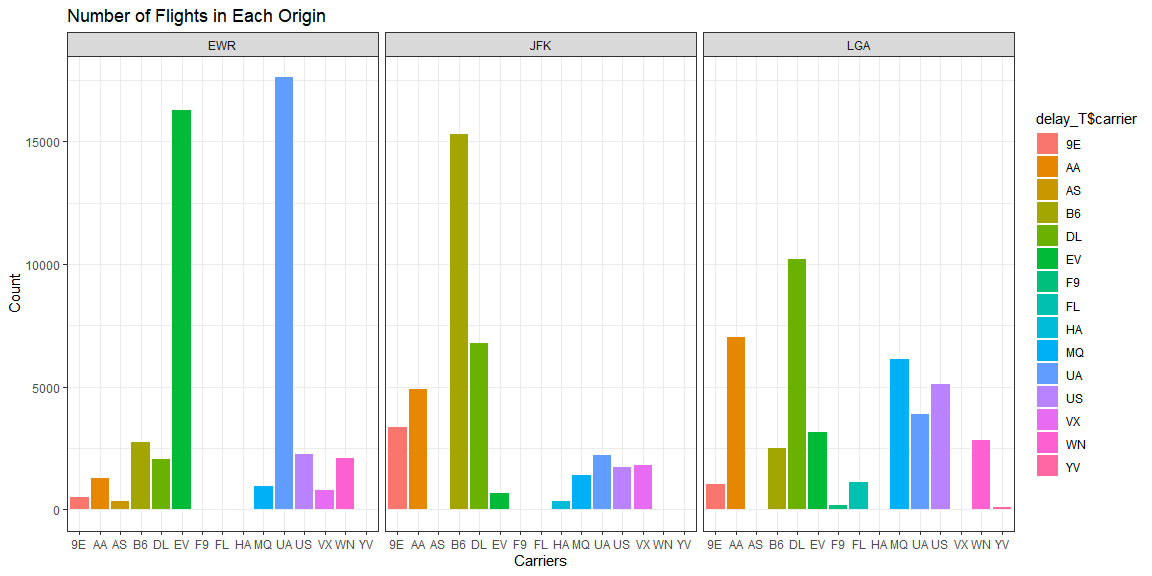 Number of Flights in Each Origin
EWR
JFK
LGA
Count
15000
10000
5000
0
9E AA AS B6 DL EV F9 FL HA MQ UA US VX WN YV
9E AA AS B6 DL EV F9 FL HA MQ UA US VX WN YV
9E AA AS B6 DL EV F9 FL HA MQ UA US VX WN YV
Carriers
delay_T$carrier
9E
AA
AS
B6
DL
EV
F9
FL
HA
MQ
UA
US
VX
WN
YV